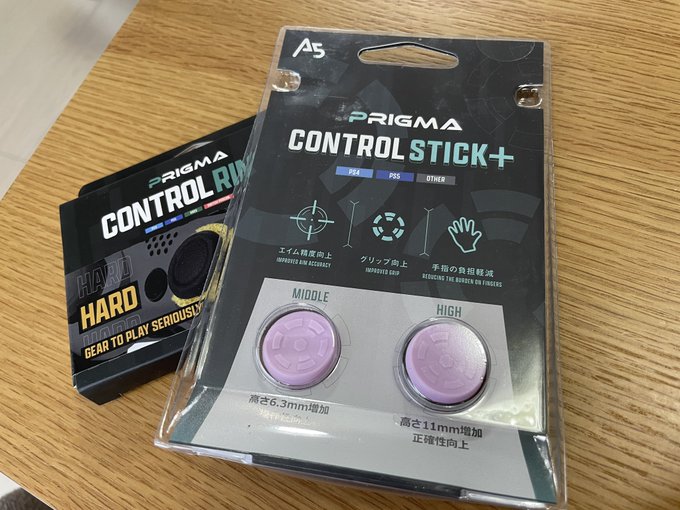 A5
PRIGMA
CONTROL STICK+
PS4 PS5 OTHER
エイム精度向上
IMPROVED AIM ACCURACY
グリップ向上
IMPROVED GRIP
手指の負担軽減
REDUCING THE BURDEN ON FINGERS
MIDDLE
高さ6.3mm増加
HIGH
高さ11mm増加
正確性向上
PRIGMA
CONTROL
HARD
HARD
HARD
GEAR TO PLAY SERIOUSLY